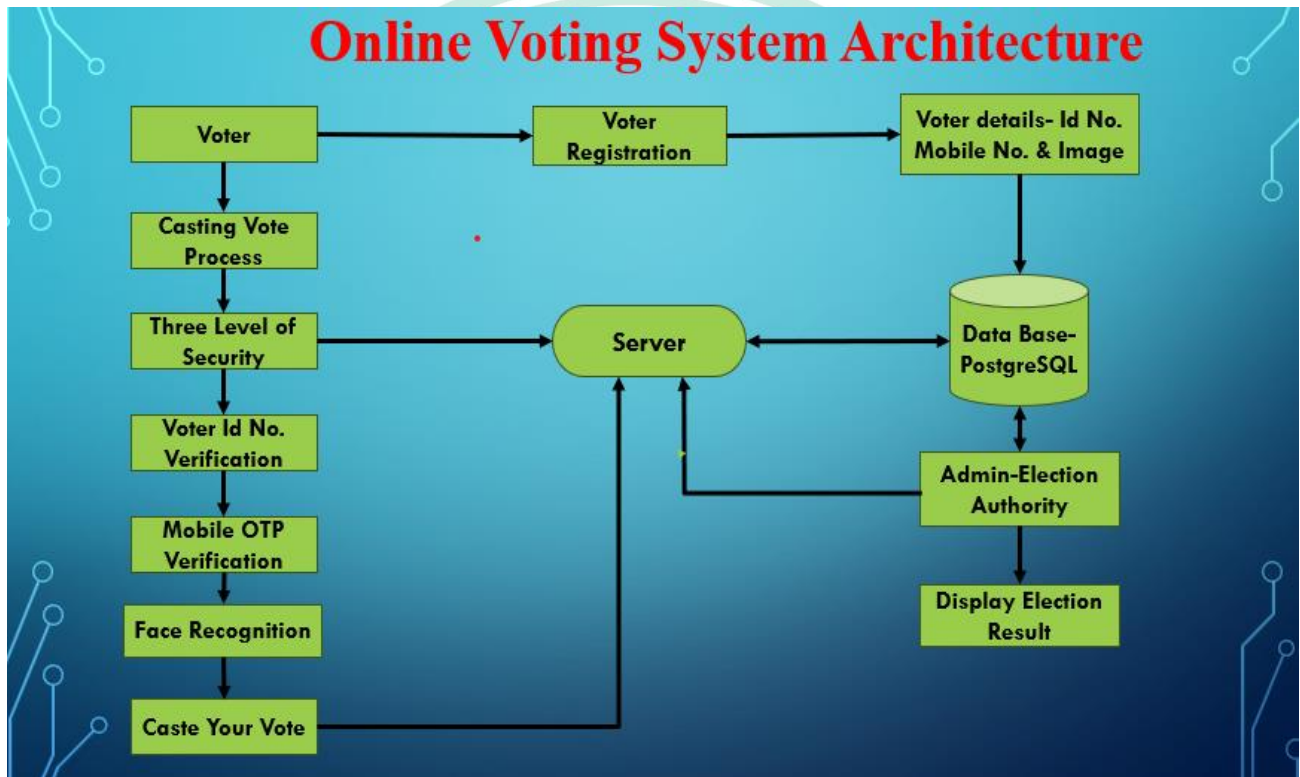 Online Voting System Architecture
Voter
Voter
Registration
Voter details- Id No.
Mobile No. & Image
Casting Vote
Process
Three Level of
Security
Server
Data Base-
PostgreSQL
Voter Id No.
Verification
Admin-Election
Authority
Mobile OTP
Verification
Face Recognition
Display Election
Result
Caste Your Vote